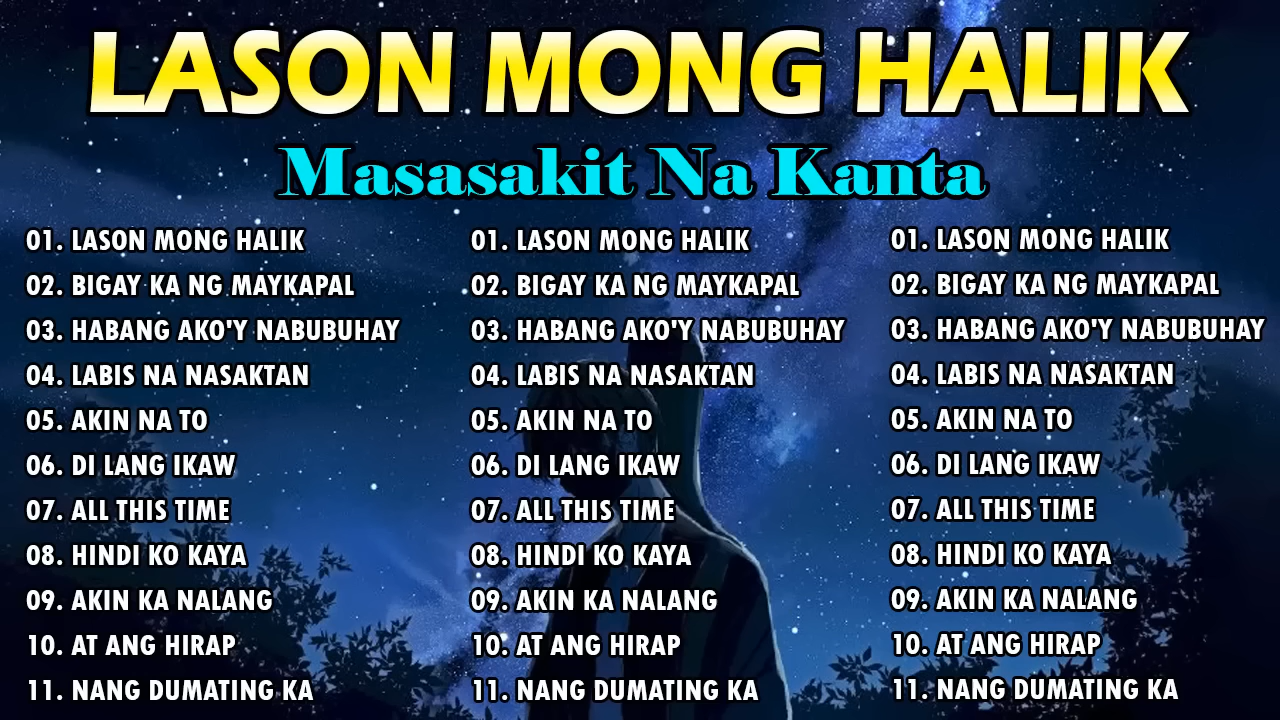 LASON MONG HALIK
Masasakit Na Kanta
01. LASON MONG HALIK
02. BIGAY KA NG MAYKAPAL
03. HABANG AKO'Y NABUBUHAY
04. LABIS NA NASAKTAN
05. AKIN NA TO
06. DI LANG IKAW
07. ALL THIS TIME
08. HINDI KO KAYA
09. AKIN KA NALANG
10. AT ANG HIRAP
11. NANG DUMATING KA
01. LASON MONG HALIK
02. BIGAY KA NG MAYKAPAL
03. HABANG AKO'Y NABUBUHAY
04. LABIS NA NASAKTAN
05. AKIN NA TO
06. DI LANG IKAW
07. ALL THIS TIME
08. HINDI KO KAYA
09. AKIN KA NALANG
10. AT ANG HIRAP
11. NANG DUMATING KA
01. LASON MONG HALIK
02. BIGAY KA NG MAYKAPAL
03. HABANG AKO'Y NABUBUHAY
04. LABIS NA NASAKTAN
05. AKIN NA TO
06. DI LANG IKAW
07. ALL THIS TIME
08. HINDI KO KAYA
09. AKIN KA NALANG
10. AT ANG HIRAP
11. NANG DUMATING KA